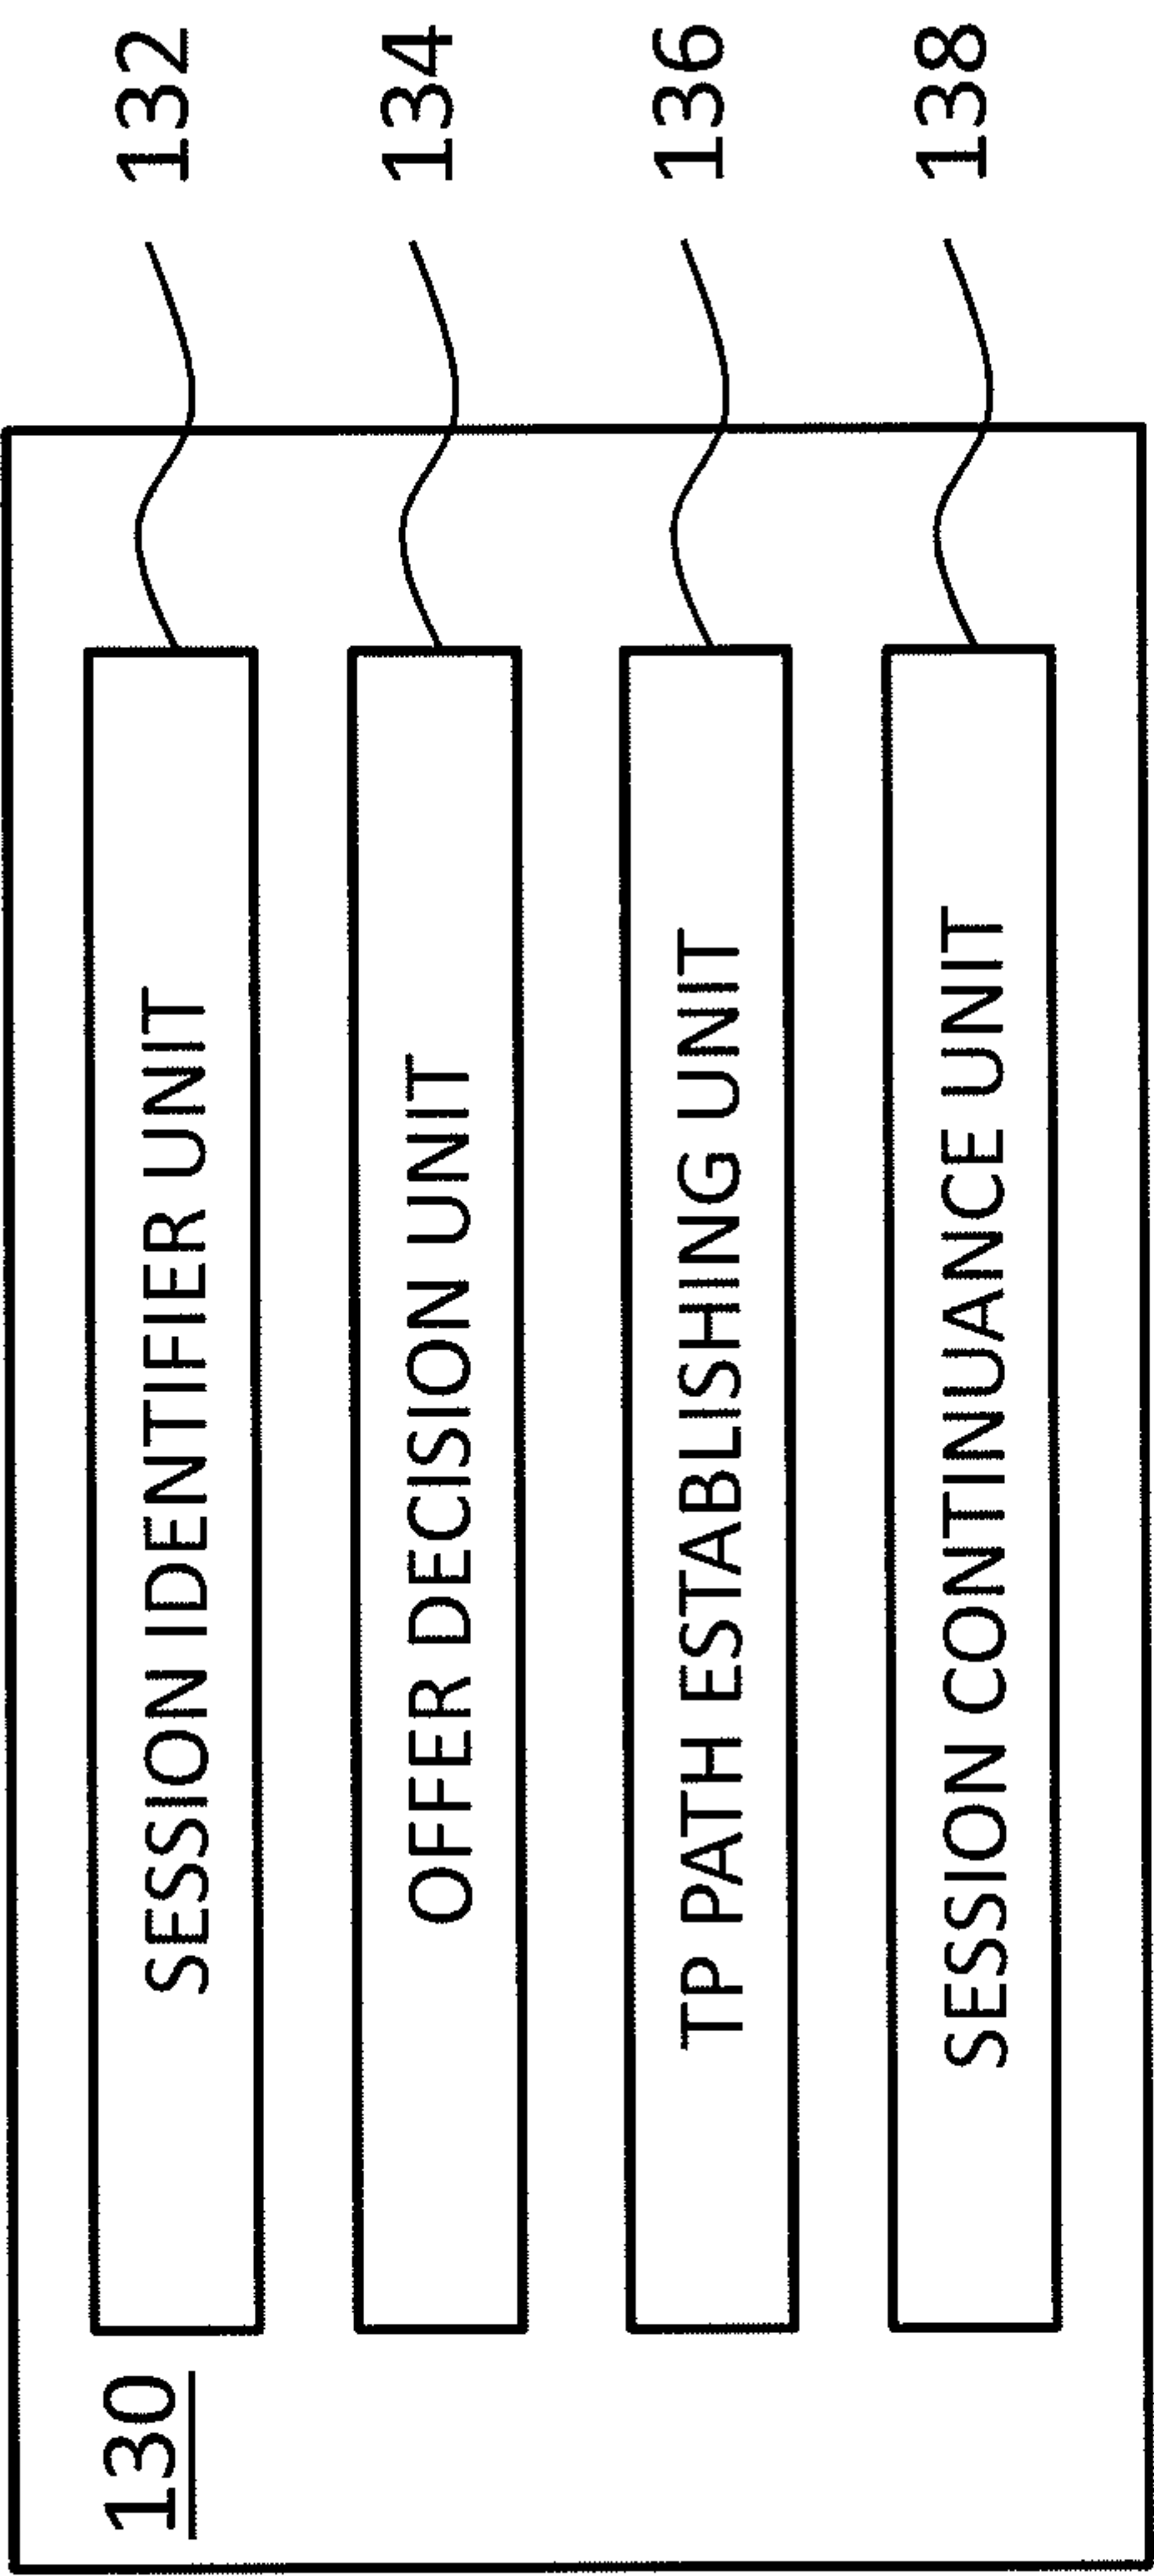 130
SESSION IDENTIFIER UNIT
132
OFFER DECISION UNIT
134
TP PATH ESTABLISHING UNIT
136
SESSION CONTINUANCE UNIT
138